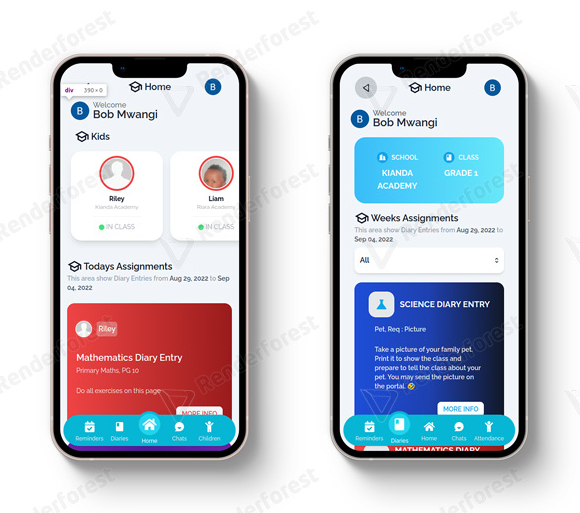 Renderforest
Home
B
div 390 × 0
B
Welcome
Bob Mwangi
Kids
Riley
Kianda Academy
IN CLASS
Liam
IN CLASS
Todays Assignments
This area show Diary Entries from Aug 29, 2022 to Sep
04, 2022
Riley
Mathematics Diary Entry
Primary Maths, PG 10
Do all exercises on this page
MORE INFO
Reminders
Diaries
Home
Chats
Children
Home
B
B
Welcome
Bob Mwangi
SCHOOL
KIANDA
ACADEMY
CLASS
GRADE 1
Weeks Assignments
This area show Diary Entries from Aug 29, 2022 to
Sep 04, 2022
All
SCIENCE DIARY ENTRY
Pet, Req : Picture
Take a picture of your family pet.
Print it to show the class and
prepare to tell the class about your
pet. You may send the picture on
the portal. 🤣
MORE INFO
MATHEMATICS DIARY
Reminders
Diaries
Home
Chats
Attendance
Renderforest
Renderforest
Renderforest